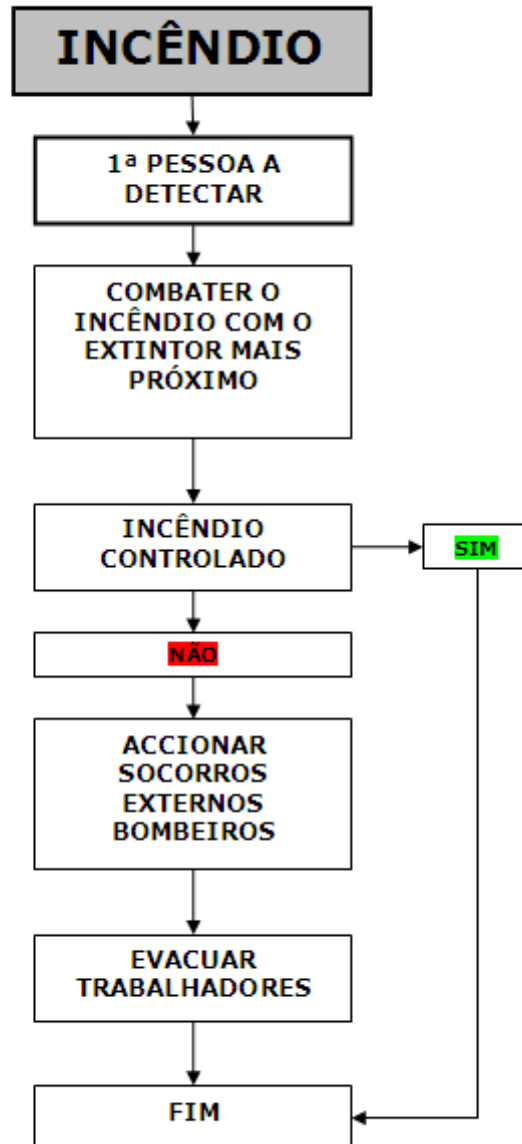 INCÊNDIO
1ª PESSOA A
DETECTAR
COMBATER O
INCÊNDIO COM O
EXTINTOR MAIS
PRÓXIMO
INCÊNDIO
CONTROLADO
SIM
NÃO
ACCIONAR
SOCORROS
EXTERNOS
BOMBEIROS
EVACUAR
TRABALHADORES
FIM